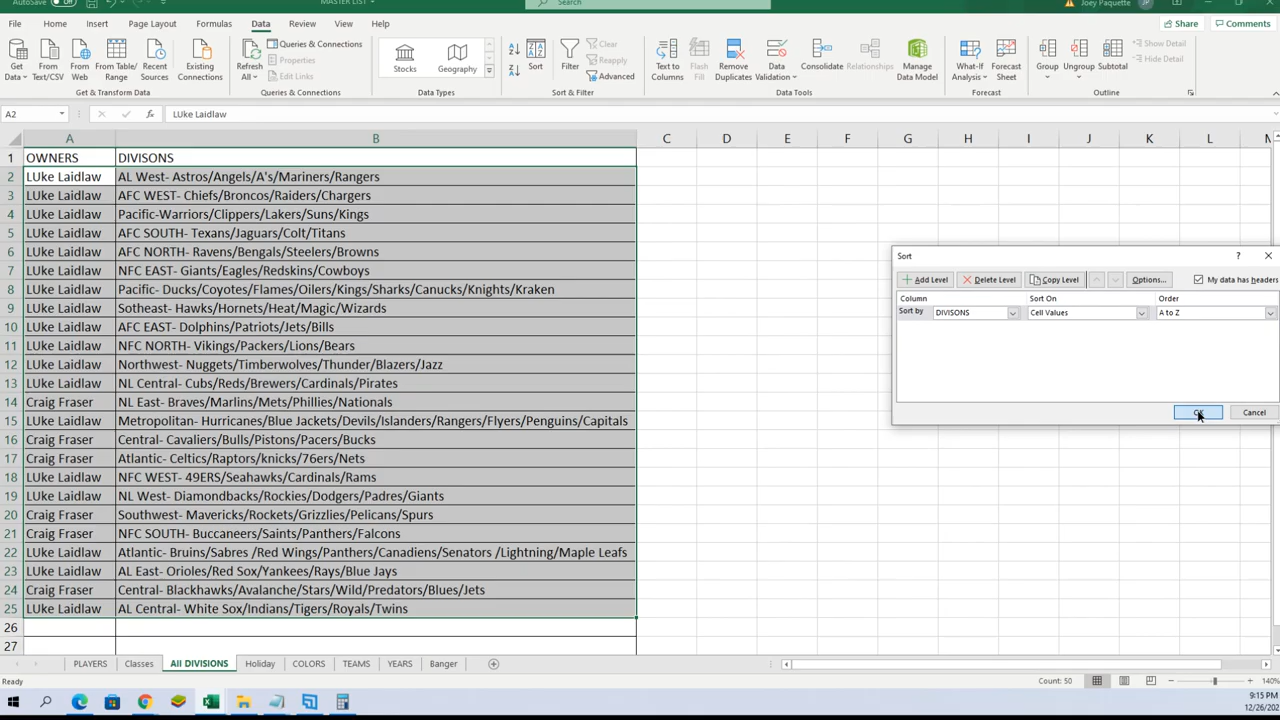 AutoSave Off
MASTER LIST
Search
Joey Paquette
JP
File Home Insert Page Layout Formulas Data Review View Help
Share Comments
Get Data
From Text/CSV
From Web
From Table/Range
Recent Sources
Existing Connections
Get & Transform Data
Refresh All
Queries & Connections
Properties
Edit Links
Queries & Connections
Stocks
Geography
Data Types
Sort
Filter
Clear
Reapply
Advanced
Sort & Filter
Text to Columns
Flash Fill
Remove Duplicates
Data Validation
Consolidate
Relationships
Manage Data Model
Data Tools
What-If Analysis
Forecast Sheet
Forecast
Group
Ungroup
Subtotal
Show Detail
Hide Detail
Outline
A2 fx LUke Laidlaw
A B C D E F G H I J K L M
1 OWNERS DIVISONS
2 LUke Laidlaw AL West- Astros/Angels/A's/Mariners/Rangers
3 LUke Laidlaw AFC WEST- Chiefs/Broncos/Raiders/Chargers
4 LUke Laidlaw Pacific-Warriors/Clippers/Lakers/Suns/Kings
5 LUke Laidlaw AFC SOUTH- Texans/Jaguars/Colt/Titans
6 LUke Laidlaw AFC NORTH- Ravens/Bengals/Steelers/Browns
7 LUke Laidlaw NFC EAST- Giants/Eagles/Redskins/Cowboys
8 LUke Laidlaw Pacific- Ducks/Coyotes/Flames/Oilers/Kings/Sharks/Canucks/Knights/Kraken
9 LUke Laidlaw Sotheast- Hawks/Hornets/Heat/Magic/Wizards
10 LUke Laidlaw AFC EAST- Dolphins/Patriots/Jets/Bills
11 LUke Laidlaw NFC NORTH- Vikings/Packers/Lions/Bears
12 LUke Laidlaw Northwest- Nuggets/Timberwolves/Thunder/Blazers/Jazz
13 LUke Laidlaw NL Central- Cubs/Reds/Brewers/Cardinals/Pirates
14 Craig Fraser NL East- Braves/Marlins/Mets/Phillies/Nationals
15 LUke Laidlaw Metropolitan- Hurricanes/Blue Jackets/Devils/Islanders/Rangers/Flyers/Penguins/Capitals
16 Craig Fraser Central- Cavaliers/Bulls/Pistons/Pacers/Bucks
17 Craig Fraser Atlantic- Celtics/Raptors/knicks/76ers/Nets
18 LUke Laidlaw NFC WEST- 49ERS/Seahawks/Cardinals/Rams
19 LUke Laidlaw NL West- Diamondbacks/Rockies/Dodgers/Padres/Giants
20 Craig Fraser Southwest- Mavericks/Rockets/Grizzlies/Pelicans/Spurs
21 Craig Fraser NFC SOUTH- Buccaneers/Saints/Panthers/Falcons
22 LUke Laidlaw Atlantic- Bruins/Sabres /Red Wings/Panthers/Canadiens/Senators /Lightning/Maple Leafs
23 LUke Laidlaw AL East- Orioles/Red Sox/Yankees/Rays/Blue Jays
24 Craig Fraser Central- Blackhawks/Avalanche/Stars/Wild/Predators/Blues/Jets
25 LUke Laidlaw AL Central- White Sox/Indians/Tigers/Royals/Twins
26
27
Sort ?
Add Level Delete Level Copy Level Options... My data has headers
Column Sort On Order
Sort by DIVISONS Cell Values A to Z
OK Cancel
PLAYERS Classes All DIVISIONS Holiday COLORS TEAMS YEARS Banger
Ready Count: 50 140%
9:15 PM
12/26/202